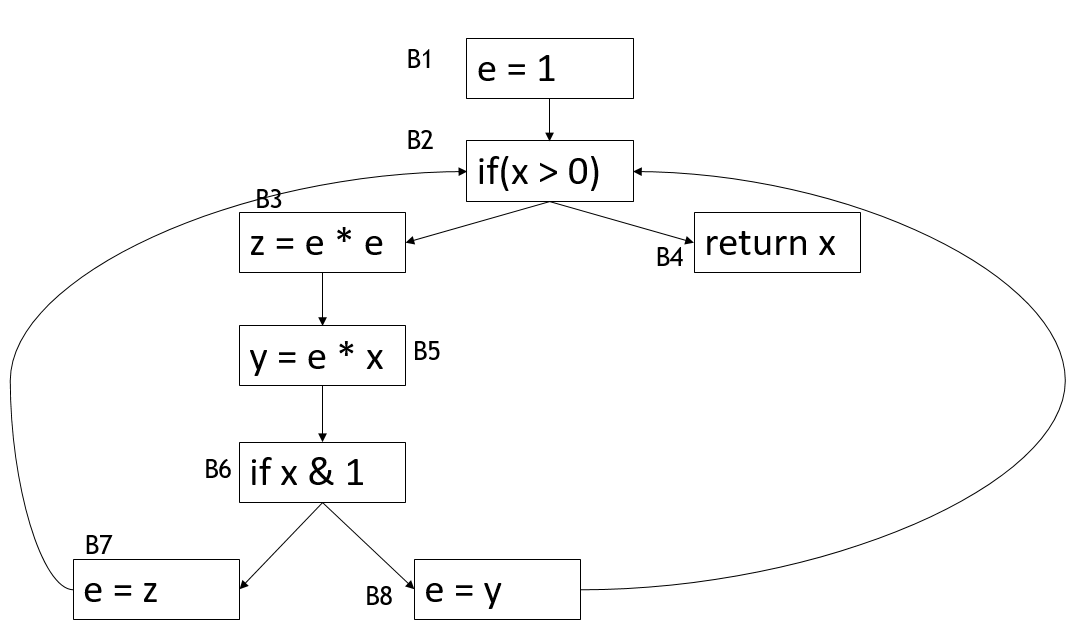 B1
e = 1
B2
if(x > 0)
B3
z = e * e
return x
B4
y = e * x
B5
B6
if x & 1
B7
e = z
B8
e = y